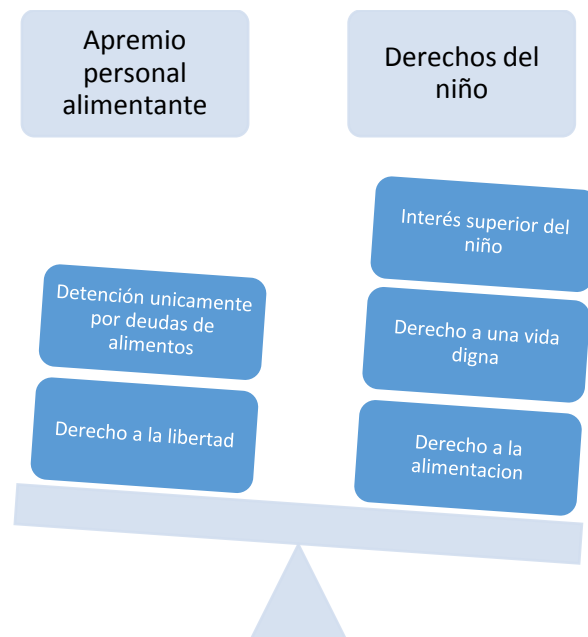 Apremio
personal
alimentante
Derechos del
niño
Detención unicamente
por deudas de
alimentos
Derecho a la libertad
Interés superior del
niño
Derecho a una vida
digna
Derecho a la
alimentacion